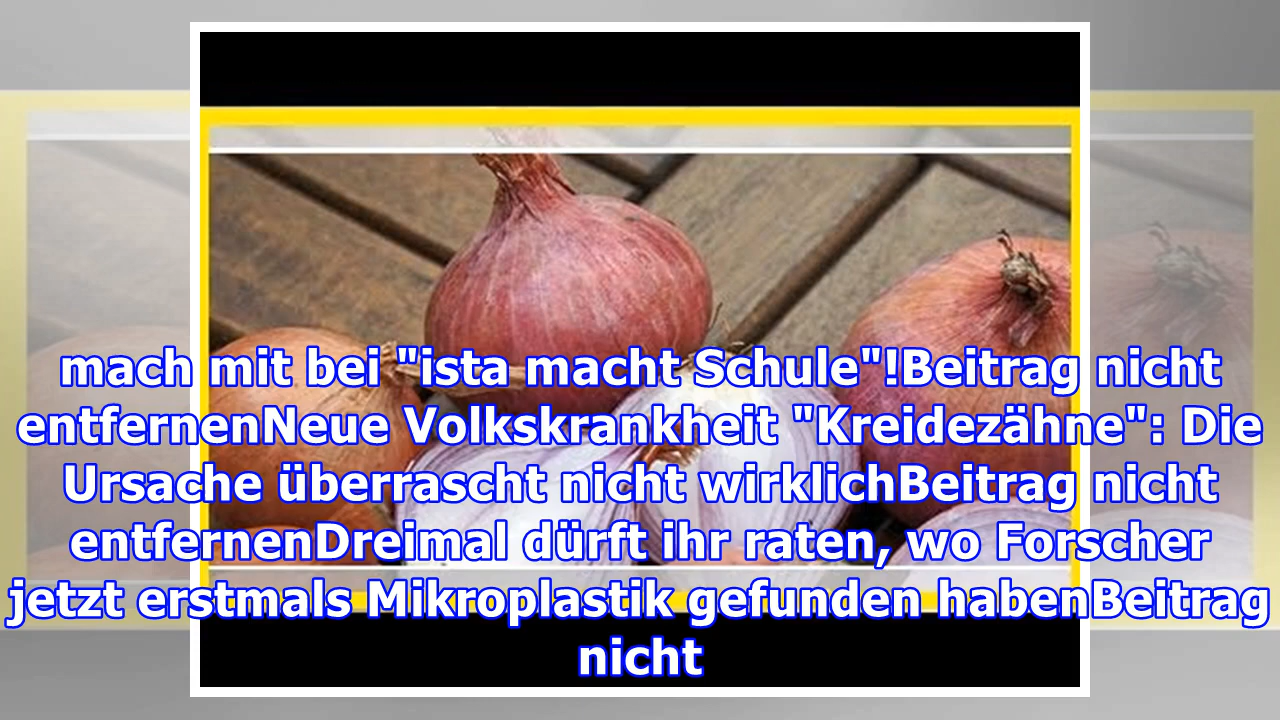 mach mit bei "ista macht Schule"!Beitrag nicht
entfernenNeue Volkskrankheit "Kreidezähne": Die
Ursache überrascht nicht wirklichBeitrag nicht
entfernenDreimal dürft ihr raten, wo Forscher
jetzt erstmals Mikroplastik gefunden habenBeitrag
nicht